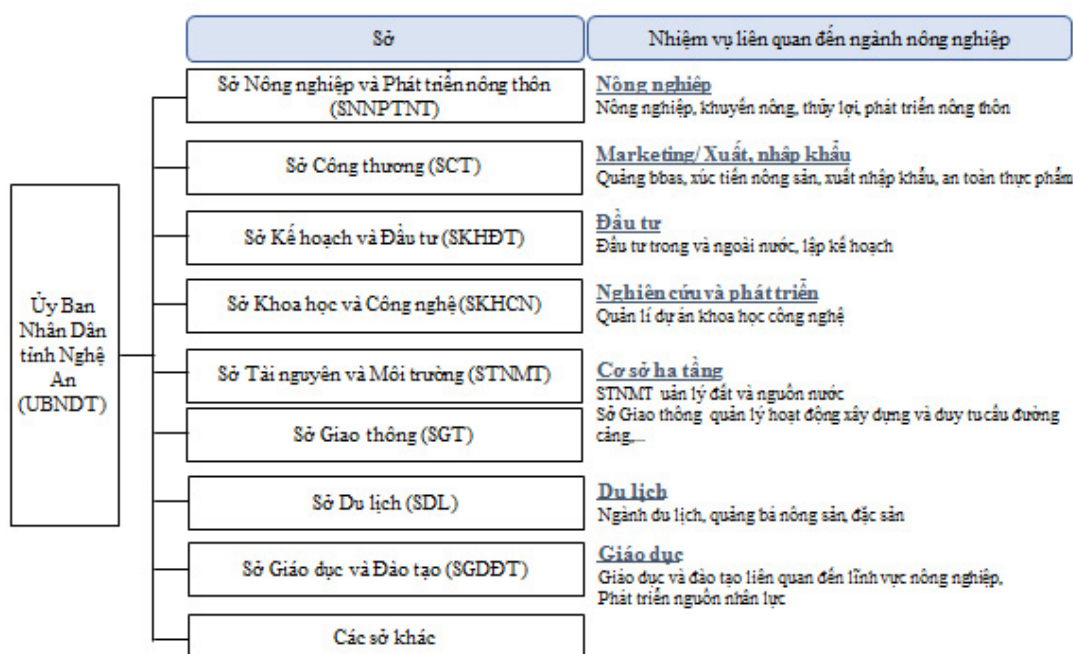 Sở
Nhiệm vụ liên quan đến ngành nông nghiệp
Ủy Ban
Nhân Dân
tỉnh Nghệ
An
(UBNDT)
Sở Nông nghiệp và Phát triển nông thôn
(SNNPTNT)
Nông nghiệp
Nông nghiệp, khuyến nông, thủy lợi, phát triển nông thôn
Sở Công thương (SCT)
Marketing/ Xuất, nhập khẩu
Quảng bbas, xúc tiến nông sản, xuất nhập khẩu, an toàn thực phẩm
Sở Kế hoạch và Đầu tư (SKHĐT)
Đầu tư
Đầu tư trong và ngoài nước, lập kế hoạch
Sở Khoa học và Công nghệ (SKHCN)
Nghiên cứu và phát triển
Quản lí dự án khoa học công nghệ
Sở Tài nguyên và Môi trường (STNMT)
Cơ sở hạ tầng
STNMT uản lý đất và nguồn nước
Sở Giao thông (SGT)
Sở Giao thông quản lý hoạt động xây dựng và duy tu cầu đường
cảng,...
Sở Du lịch (SDL)
Du lịch
Ngành du lịch, quảng bá nông sản, đặc sản
Sở Giáo dục và Đào tạo (SGDĐT)
Giáo dục
Giáo dục và đào tạo liên quan đến lĩnh vực nông nghiệp,
Phát triển nguồn nhân lực
Các sở khác